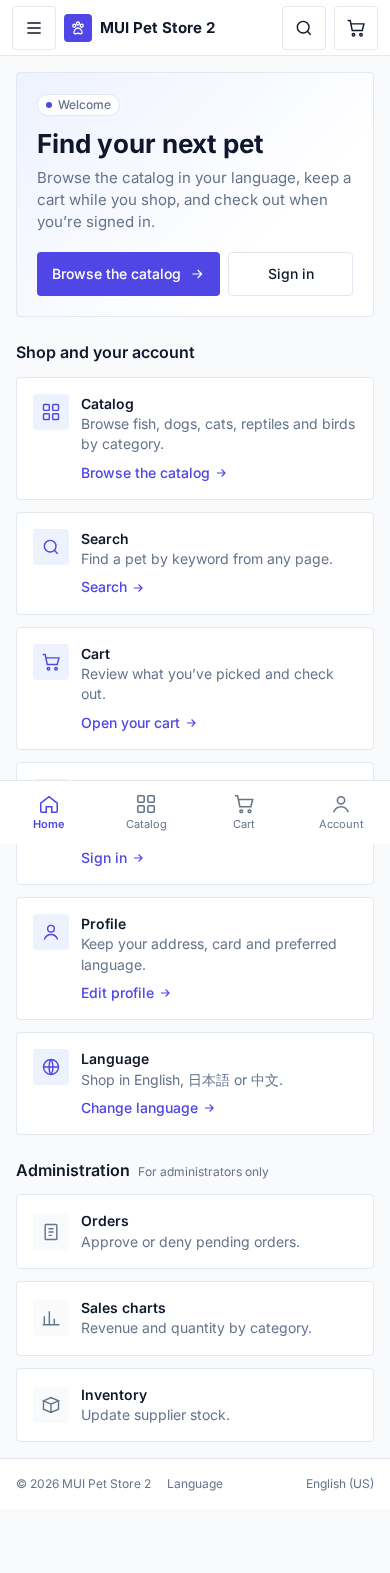 MUI Pet Store 2
Welcome
Find your next pet
Browse the catalog in your language, keep a
cart while you shop, and check out when
you’re signed in.
Browse the catalog →
Sign in
Shop and your account
Catalog
Browse fish, dogs, cats, reptiles and birds
by category.
Browse the catalog →
Search
Find a pet by keyword from any page.
Search →
Cart
Review what you’ve picked and check
out.
Open your cart →
Home
Catalog
Cart
Account
Sign in →
Profile
Keep your address, card and preferred
language.
Edit profile →
Language
Shop in English, 日本語 or 中文.
Change language →
Administration For administrators only
Orders
Approve or deny pending orders.
Sales charts
Revenue and quantity by category.
Inventory
Update supplier stock.
© 2026 MUI Pet Store 2 Language English (US)